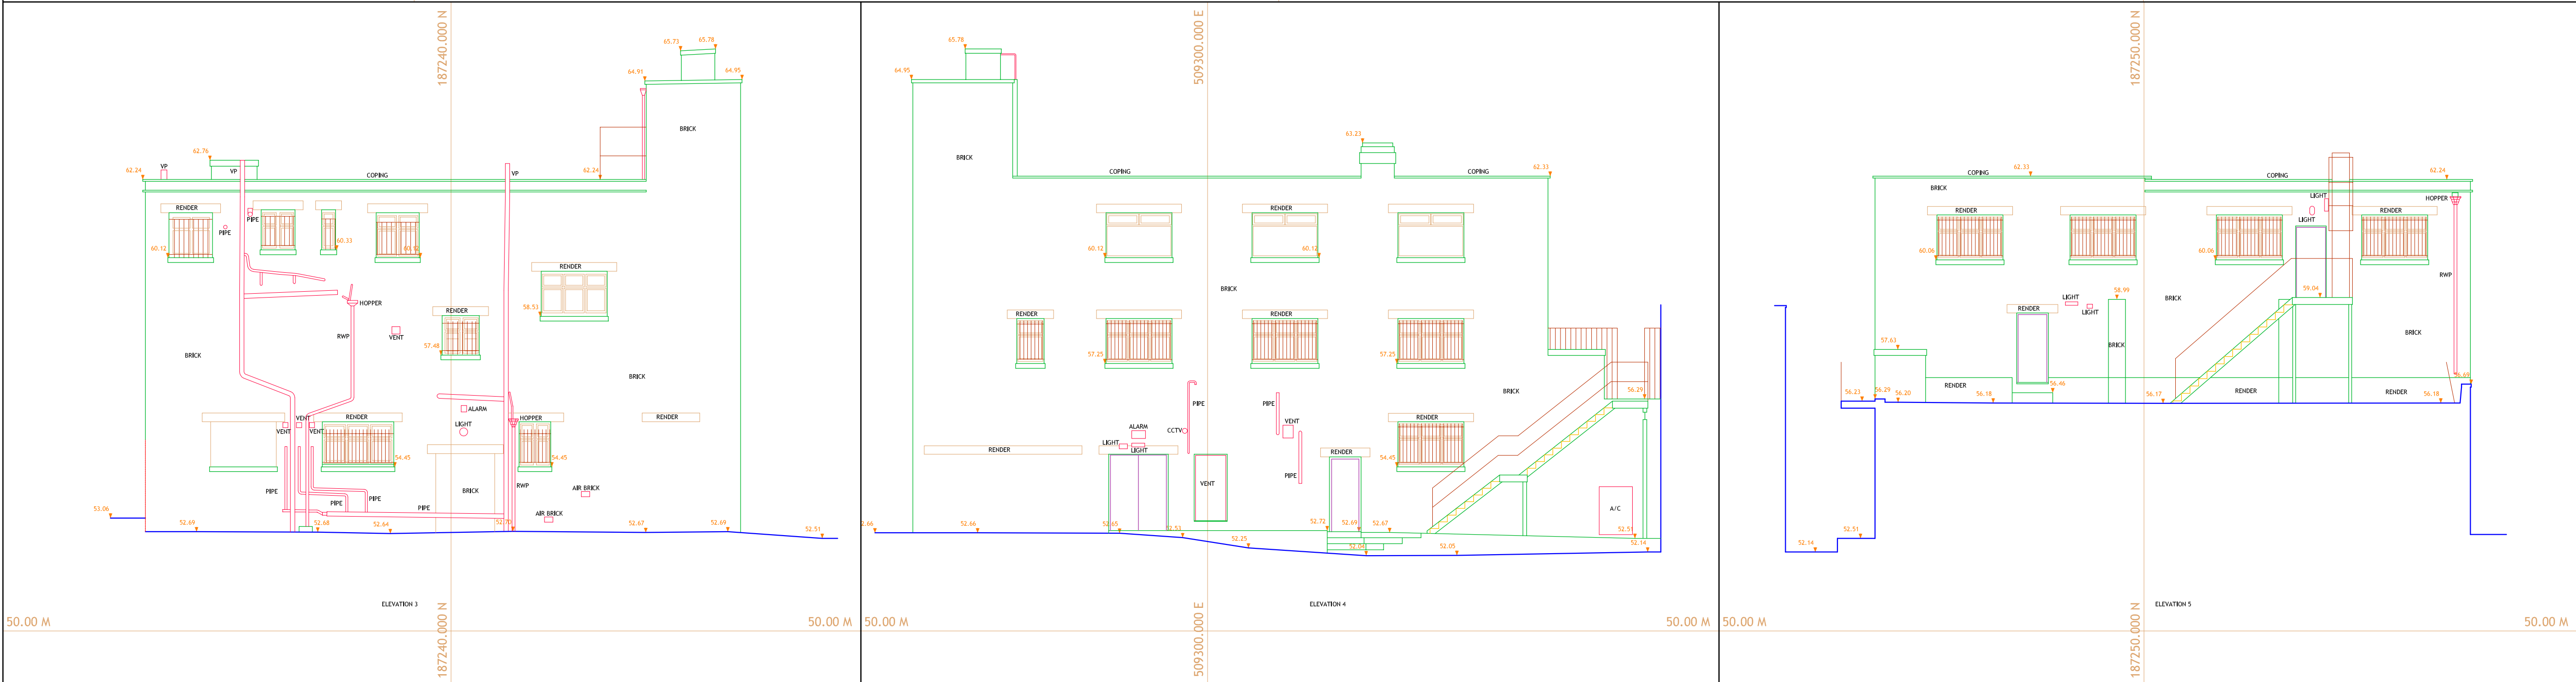 187240.000 N
65.73
65.78
64.91
64.95
BRICK
62.76
VP
VP
62.24
COPING
62.24
VP
RENDER
PIPE
PIPE
60.12
60.33
60.12
RENDER
HOPPER
58.53
RENDER
RWP
VENT
57.48
BRICK
BRICK
ALARM
VENT
RENDER
HOPPER
RENDER
LIGHT
VENT
VENT
54.45
54.45
PIPE
BRICK
RWP
AIR BRICK
PIPE
PIPE
PIPE
AIR BRICK
53.06
52.69
52.68
52.64
52.67
52.69
52.51
ELEVATION 3
187240.000 N
50.00 M
50.00 M
509300.000 E
65.78
64.95
63.23
BRICK
COPING
COPING
62.33
RENDER
60.12
60.12
BRICK
RENDER
RENDER
57.25
57.25
BRICK
56.29
PIPE
PIPE
RENDER
ALARM
CCTV
VENT
LIGHT
LIGHT
RENDER
RENDER
54.45
VENT
PIPE
A/C
52.66
52.66
52.65
52.53
52.25
52.72
52.69
52.67
52.04
52.05
52.51
52.14
ELEVATION 4
509300.000 E
50.00 M
50.00 M
187250.000 N
COPING
62.33
COPING
62.24
BRICK
LIGHT
HOPPER
RENDER
RENDER
LIGHT
60.06
60.06
RWP
59.04
58.99
LIGHT
BRICK
RENDER
LIGHT
BRICK
57.63
BRICK
56.69
RENDER
56.46
RENDER
RENDER
56.23
56.29
56.20
56.18
56.17
56.18
52.51
52.14
ELEVATION 5
187250.000 N
50.00 M
50.00 M